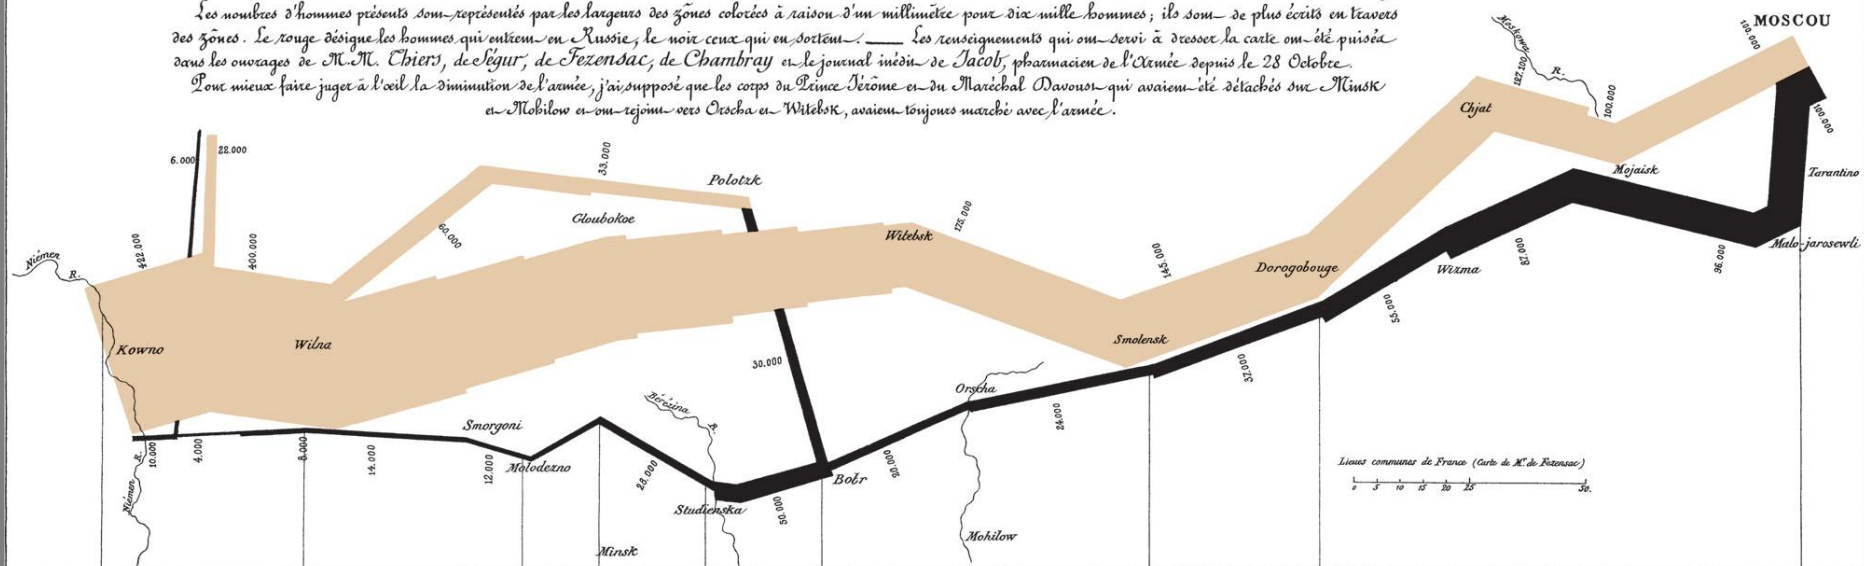 Les nombres d'hommes présents sont représentés par les largeurs des zônes colorées à raison d'un millimètre pour dix mille hommes; ils sont de plus écrits en travers
des zônes. Le rouge désigne les hommes qui entrent en Russie, le noir ceux qui en sortent. — Les renseignements qui ont servi à dresser la carte ont été puisés
dans les ouvrages de M.M. Thiers, de Ségur, de Fezensac, de Chambray et le journal inédit de Jacob, pharmacien de l'Armée depuis le 28 Octobre.
Pour mieux faire juger à l'œil la diminution de l'armée, j'ai supposé que les corps du Prince Jérôme et du Maréchal Davoust qui avaient été détachés sur Minsk
et Mohilow et ont rejoint vers Orscha et Witebsk, avaient toujours marché avec l'armée.
MOSCOU
100.000
Moskowa R.
127.100
100.000
Chjat
Mojaisk
100.000
Tarantino
Malo-jarosewli
6.000
22.000
33.000
Polotzk
Gloubokoe
60.000
Witebsk
175.000
145.000
Dorogobouge
Wizma
87.000
96.000
Niémen R.
422.000
400.000
Kowno
Wilna
30.000
Smolensk
55.000
37.000
Orscha
24.000
Bérézina R.
Smorgoni
Molodezno
10.000
4.000
8.000
14.000
12.000
28.000
Studienska
50.000
Bobr
20.000
Niémen R.
Minsk
Mohilow
Lieues communes de France (Carte de M. de Fezensac)
0 5 10 15 20 25 50.